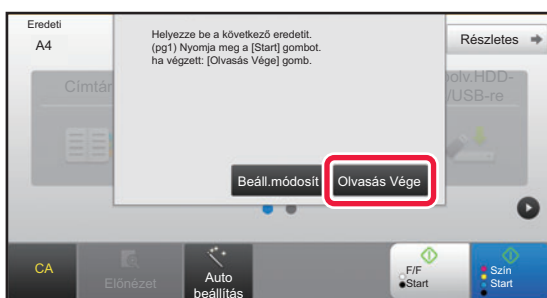 Eredeti
A4
Helyezze be a következő eredetit.
(pg1) Nyomja meg a [Start] gombot.
ha végzett: [Olvasás Vége] gomb.
Részletes
Címtár
polv.HDD-
/USB-re
Beáll.módosít
Olvasás Vége
CA
Előnézet
Auto
beállítás
F/F
Start
Szín
Start